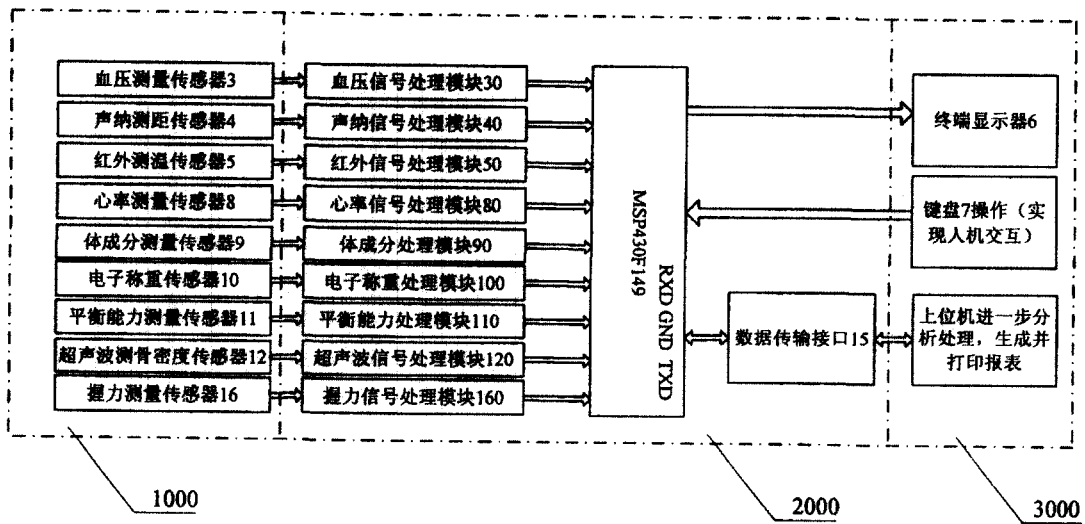 血压测量传感器3
血压信号处理模块30
声纳测距传感器4
声纳信号处理模块40
红外测温传感器5
红外信号处理模块50
心率测量传感器8
心率信号处理模块80
体成分测量传感器9
体成分处理模块90
电子称重传感器10
电子称重处理模块100
平衡能力测量传感器11
平衡能力处理模块110
超声波测骨密度传感器12
超声波信号处理模块120
握力测量传感器16
握力信号处理模块160
MSP430F149
RXD GND TXD
数据传输接口15
终端显示器6
键盘7操作（实
现人机交互）
上位机进一步分
析处理，生成并
打印报表
1000
2000
3000